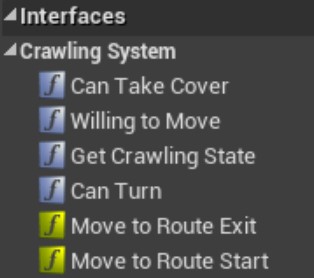 Interfaces
Crawling System
Can Take Cover
Willing to Move
Get Crawling State
Can Turn
Move to Route Exit
Move to Route Start